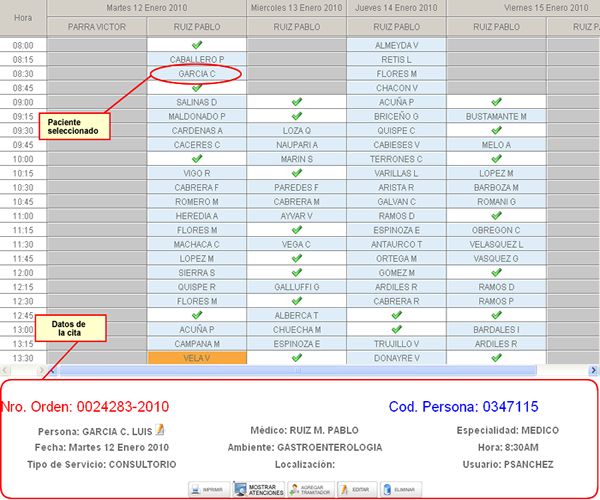 Hora Martes 12 Enero 2010 Miercoles 13 Enero 2010 Jueves 14 Enero 2010 Viernes 15 Enero 2010
PARRA VICTOR RUIZ PABLO RUIZ PABLO RUIZ PABLO RUIZ PABLO RUIZ P
08:00 ALMEYDA V
08:15 CABALLERO P RETIS L
08:30 GARCIA C FLORES M
08:45 CHACON V
09:00 SALINAS D ACUÑA P
09:15 MALDONADO P BRICEÑO G BUSTAMANTE M
09:30 CARDENAS A LOZA Q QUISPE C
09:45 CACERES C NAUPARI A CABIESES V MELO A
10:00 MARIN S TERRONES C
10:15 VIGO R VARILLAS L LOPEZ M
10:30 CABRERA F PAREDES F ARISTA R BARBOZA M
10:45 ROMERO M CABRERA M GALVAN C ROMANI G
11:00 HEREDIA A AYVAR V RAMOS D
11:15 FLORES M ESPINOZA E OBREGON C
11:30 MACHACA C VEGA C ANTAURCO T VELASQUEZ L
11:45 LOPEZ M ORTEGA M VASQUEZ G
12:00 SIERRA S GOMEZ M
12:15 QUISPE R GALLUFFI G ARDILES R RAMOS D
12:30 FLORES M CABRERA R RAMOS P
12:45 ALBERCA T
13:00 ACUÑA P CHUECHA M BARDALES I
13:15 CAMPANA M ESPINOZA E TRUJILLO V ARDILES R
13:30 VELA V DONAYRE V
Paciente
seleccionado
Datos de
la cita
Nro. Orden: 0024283-2010 Cod. Persona: 0347115
Persona: GARCIA C. LUIS Médico: RUIZ M. PABLO Especialidad: MEDICO
Fecha: Martes 12 Enero 2010 Ambiente: GASTROENTEROLOGIA Hora: 8:30AM
Tipo de Servicio: CONSULTORIO Localización: Usuario: PSANCHEZ
IMPRIMIR MOSTRAR ATENCIONES AGREGAR TRAMITADOR EDITAR ELIMINAR